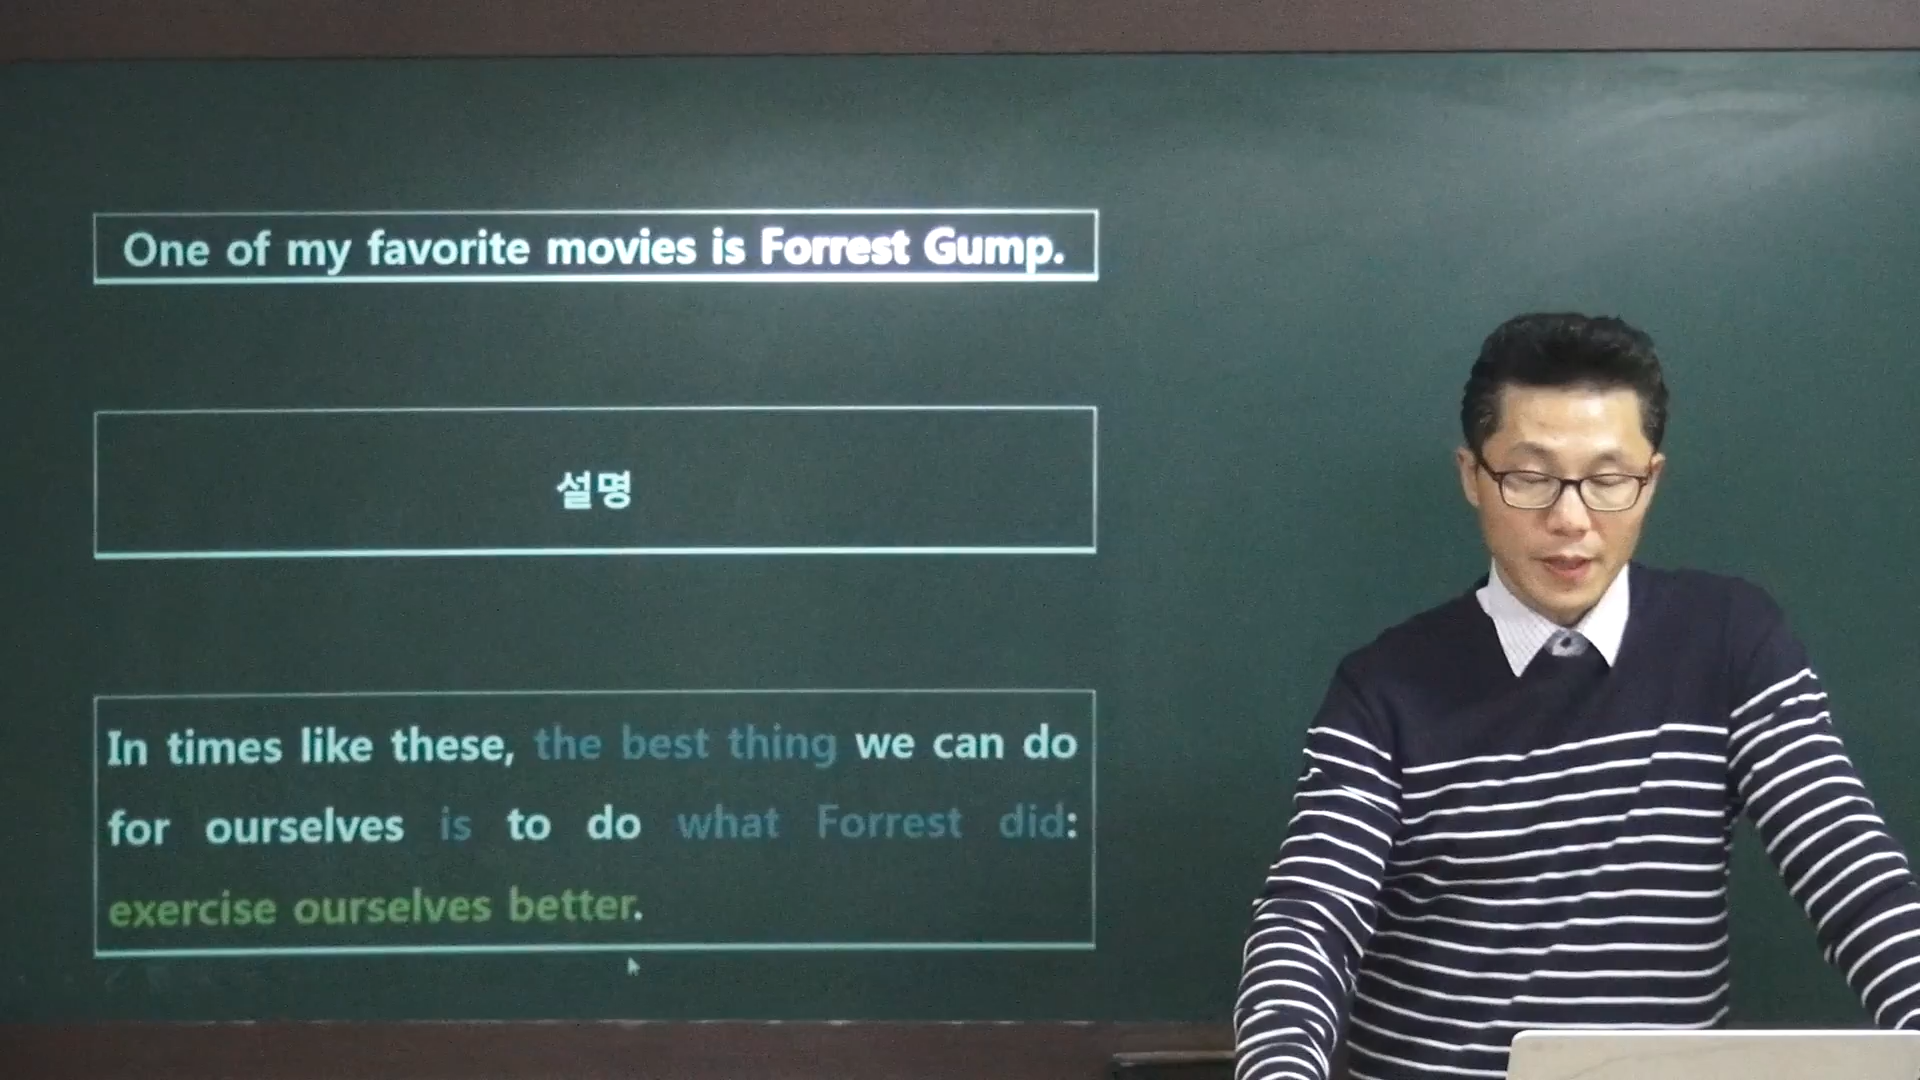 One of my favorite movies is Forrest Gump.
설명
In times like these, the best thing we can do
for ourselves is to do what Forrest did:
exercise ourselves better.